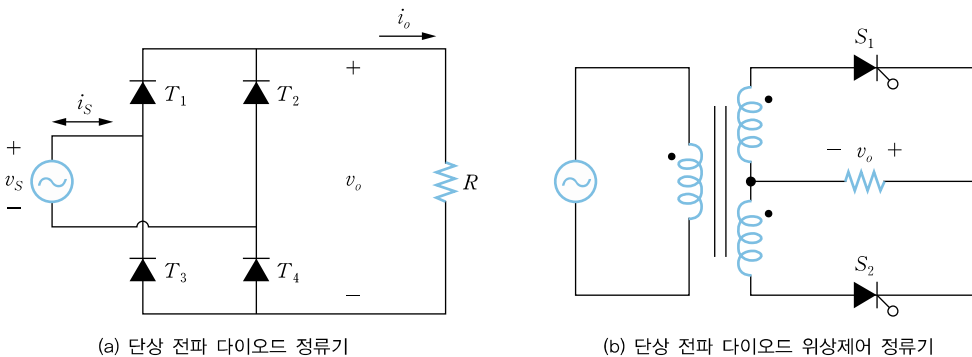 i_o
+
T_1
T_2
i_S
+
v_S
−
v_o
R
T_3
T_4
−
(a) 단상 전파 다이오드 정류기
S_1
− v_o +
S_2
(b) 단상 전파 다이오드 위상제어 정류기